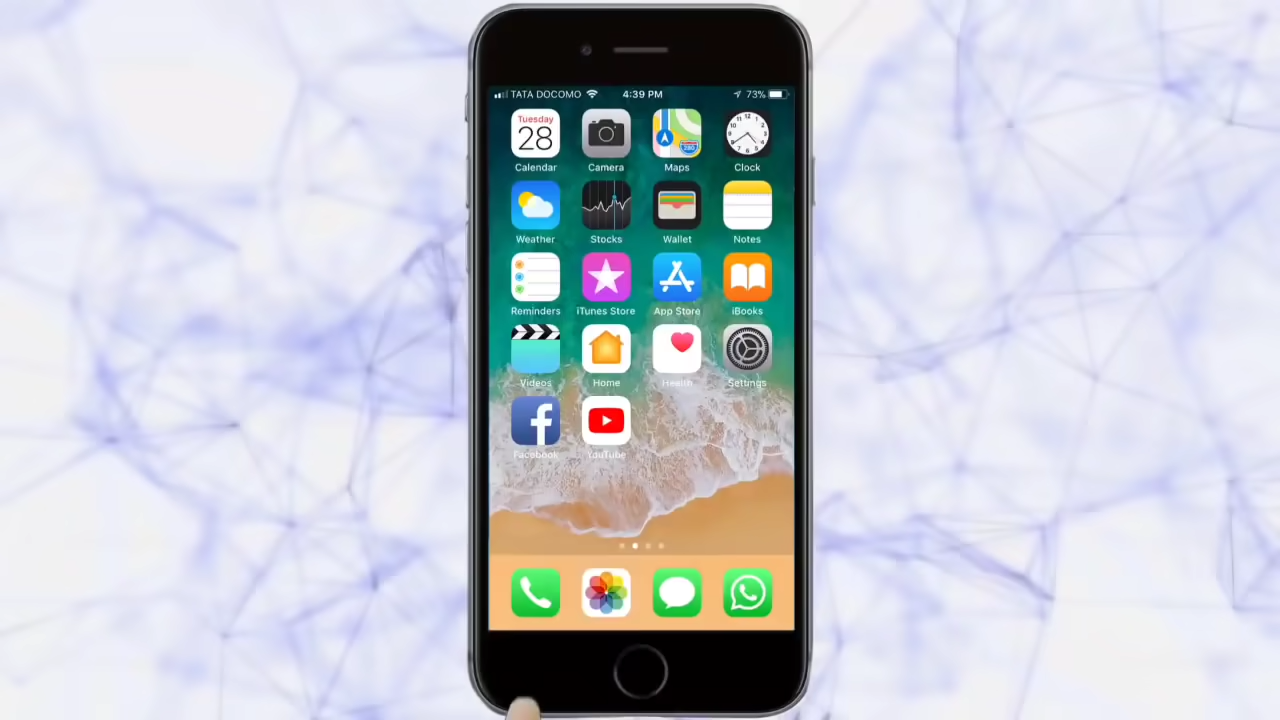 TATA DOCOMO 4:39 PM 73%
Tuesday
28
Calendar Camera Maps Clock
Weather Stocks Wallet Notes
Reminders iTunes Store App Store iBooks
Videos Home Health Settings
Facebook YouTube